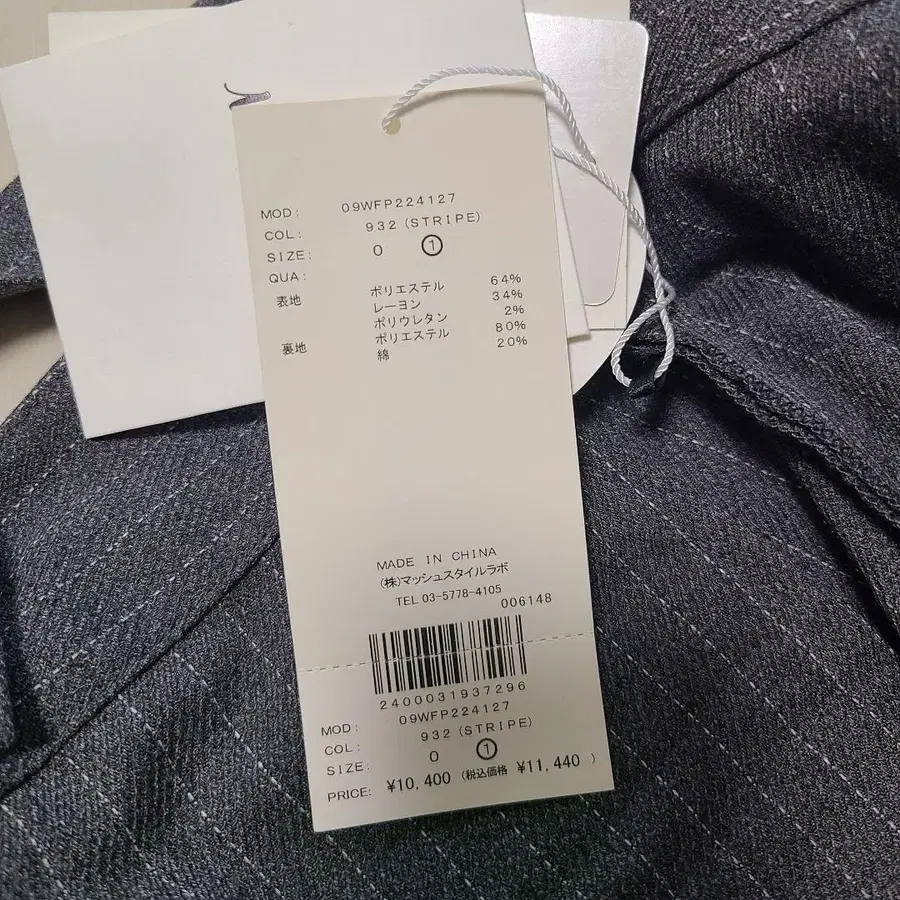 MOD: 09WFP224127
COL: 932 (STRIPE)
SIZE: 0 ①
QUA:
表地 ポリエステル 64%
レーヨン 34%
ポリウレタン 2%
裏地 ポリエステル 80%
綿 20%
MADE IN CHINA
(株)マッシュスタイルラボ
TEL 03-5778-4105
006148
2400031937296
MOD: 09WFP224127
COL: 932 (STRIPE)
SIZE: 0 ①
PRICE: ¥10,400 (税込価格 ¥11,440 )